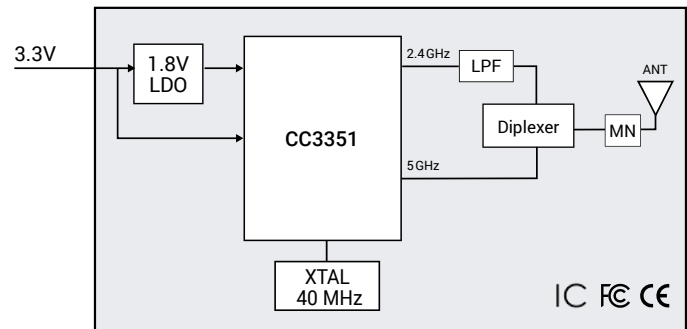 3.3V
1.8V
LDO
CC3351
2.4GHz
LPF
ANT
Diplexer
MN
5GHz
XTAL
40 MHz
IC FC CE